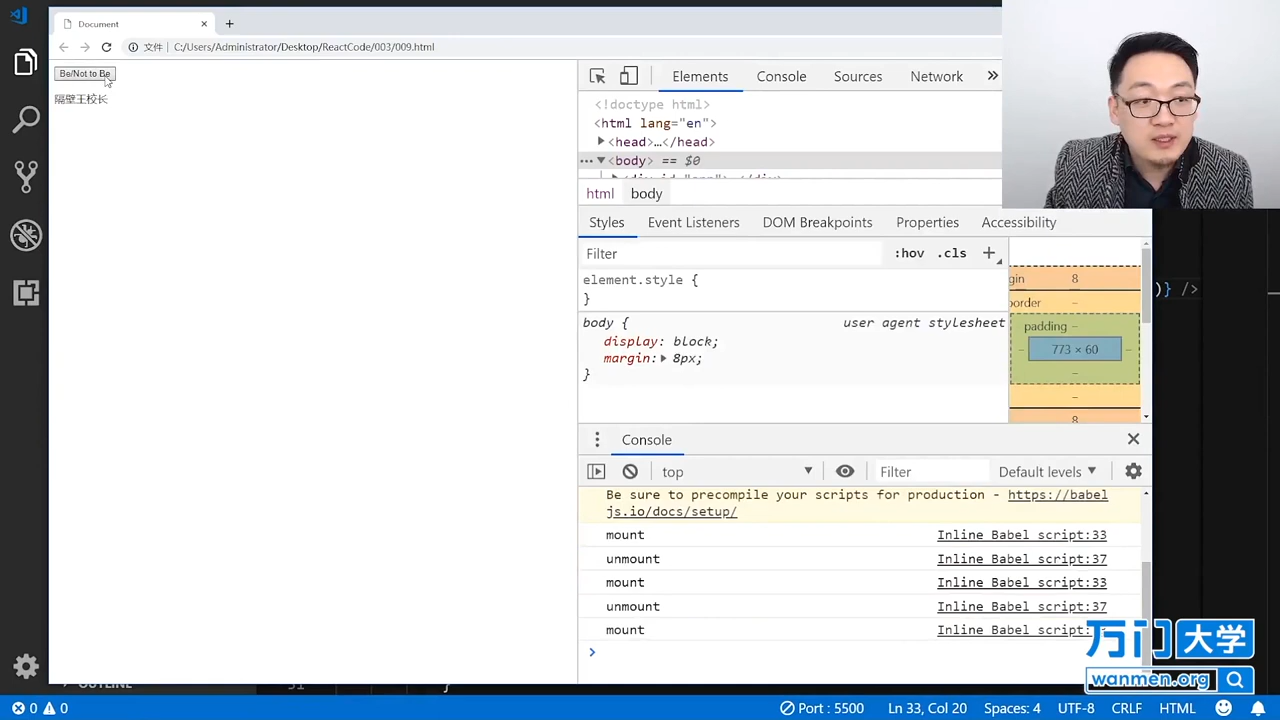 Document
文件 C:/Users/Administrator/Desktop/ReactCode/003/009.html
Be/Not to Be
隔壁王校长
Elements Console Sources Network »
<!doctype html>
<html lang="en">
<head>…</head>
<body> == $0
html body
Styles Event Listeners DOM Breakpoints Properties Accessibility
Filter :hov .cls +
element.style {
}
body { user agent stylesheet
display: block;
margin: 8px;
}
gin 8
order –
padding –
– 773 × 60 –
–
–
8
)} />
Console
top Filter Default levels
Be sure to precompile your scripts for production - https://babel
js.io/docs/setup/
mount Inline Babel script:33
unmount Inline Babel script:37
mount Inline Babel script:33
unmount Inline Babel script:37
mount Inline Babel script:
万门大学
wanmen.org
OUTLINE 51 }
0 0 Port : 5500 Ln 33, Col 20 Spaces: 4 UTF-8 CRLF HTML